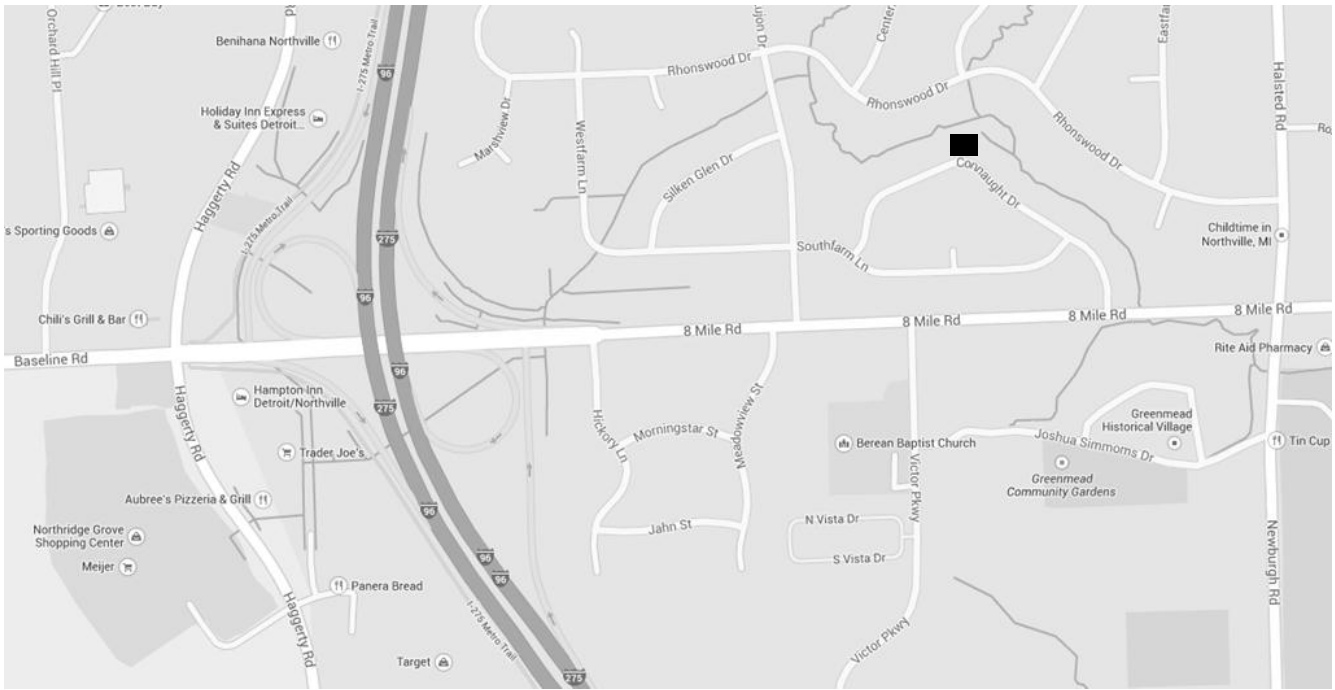 Orchard Hill Pl
Benihana Northville
Rd
I-275 Metro Trail
96
Rhonswood Dr
Center
Eastfarm
Halsted Rd
Holiday Inn Express
& Suites Detroit...
Marshview Dr
Westfarm Ln
Silken Glen Dr
Rhonswood Dr
Rhonswood Dr
Connaught Dr
Haggerty Rd
I-275 Metro Trail
s Sporting Goods
275
Southfarm Ln
Childtime in
Northville, MI
96
Chili's Grill & Bar
8 Mile Rd
8 Mile Rd
8 Mile Rd
8 Mile Rd
Baseline Rd
Rite Aid Pharmacy
96
Hampton Inn
Detroit/Northville
275
Haggerty Rd
Hickory Ln
Morningstar St
Meadowview St
Greenmead
Historical Village
Trader Joe's
Berean Baptist Church
Victor Pkwy
Joshua Simmoms Dr
Tin Cup
Greenmead
Community Gardens
Aubree's Pizzeria & Grill
96
Northridge Grove
Shopping Center
Jahn St
N Vista Dr
S Vista Dr
Newburgh Rd
Meijer
96
96
Panera Bread
Haggerty Rd
I-275 Metro Trail
Victor Pkwy
Target
275